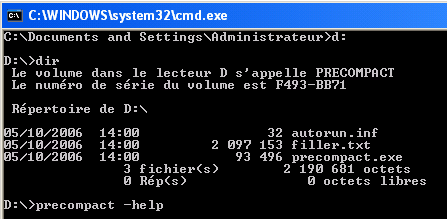 C:\WINDOWS\system32\cmd.exe
C:\Documents and Settings\Administrateur>d:
D:\>dir
Le volume dans le lecteur D s'appelle PRECOMPACT
Le numéro de série du volume est F493-BB71
Répertoire de D:\
05/10/2006 14:00 32 autorun.inf
05/10/2006 14:00 2 097 153 filler.txt
05/10/2006 14:00 93 496 precompact.exe
3 fichier(s) 2 190 681 octets
0 Rép(s) 0 octets libres
D:\>precompact -help